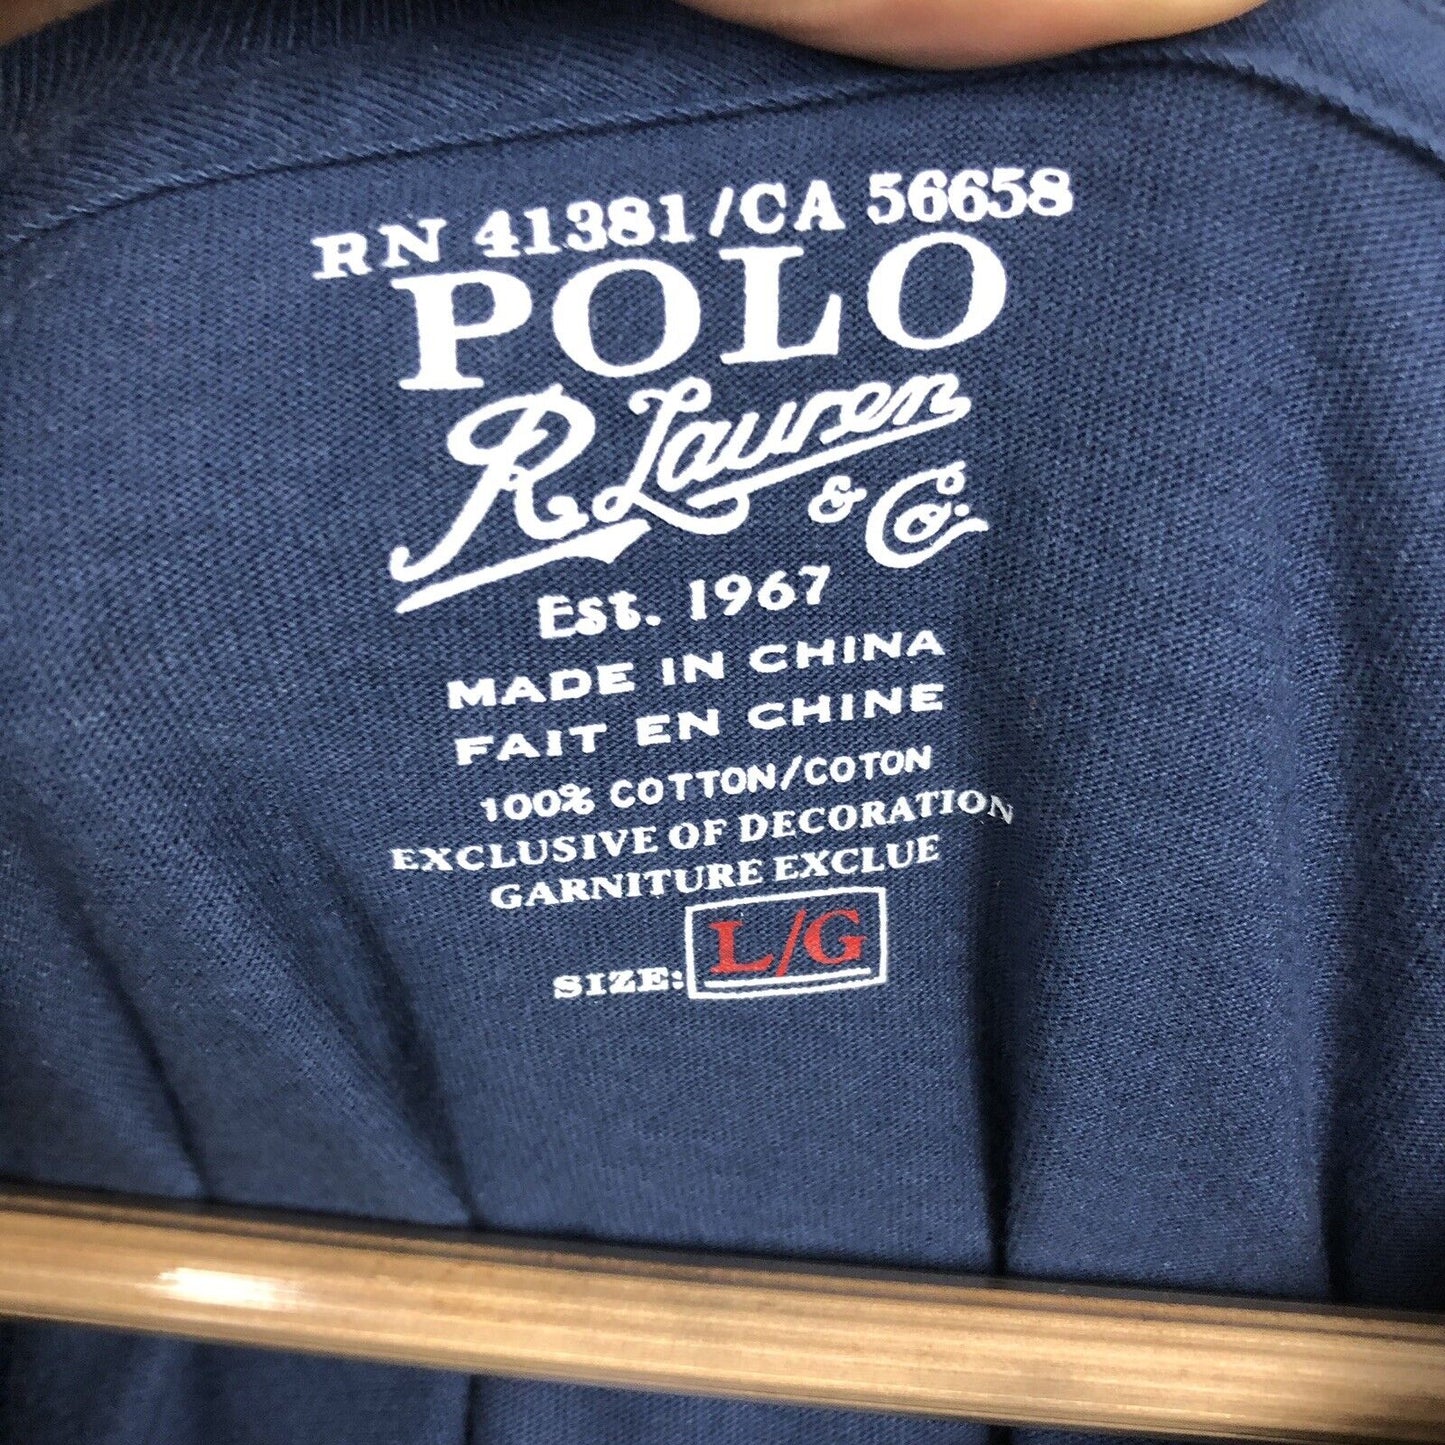 RN 41381/CA 56658
POLO
R. Lauren
& Co.
Est. 1967
MADE IN CHINA
FAIT EN CHINE
100% COTTON/COTON
EXCLUSIVE OF DECORATION
GARNITURE EXCLUE
SIZE: L/G